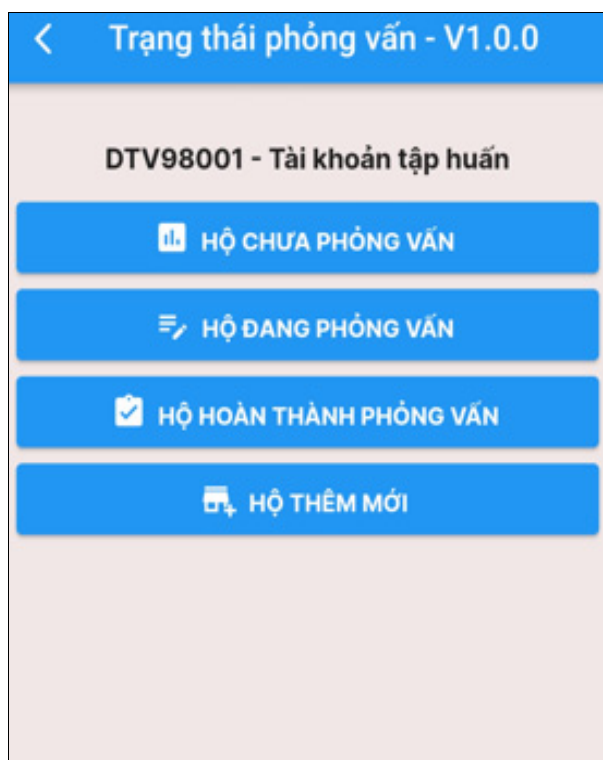 Trạng thái phỏng vấn - V1.0.0
DTV98001 - Tài khoản tập huấn
HỘ CHƯA PHỎNG VẤN
HỘ ĐANG PHỎNG VẤN
HỘ HOÀN THÀNH PHỎNG VẤN
HỘ THÊM MỚI